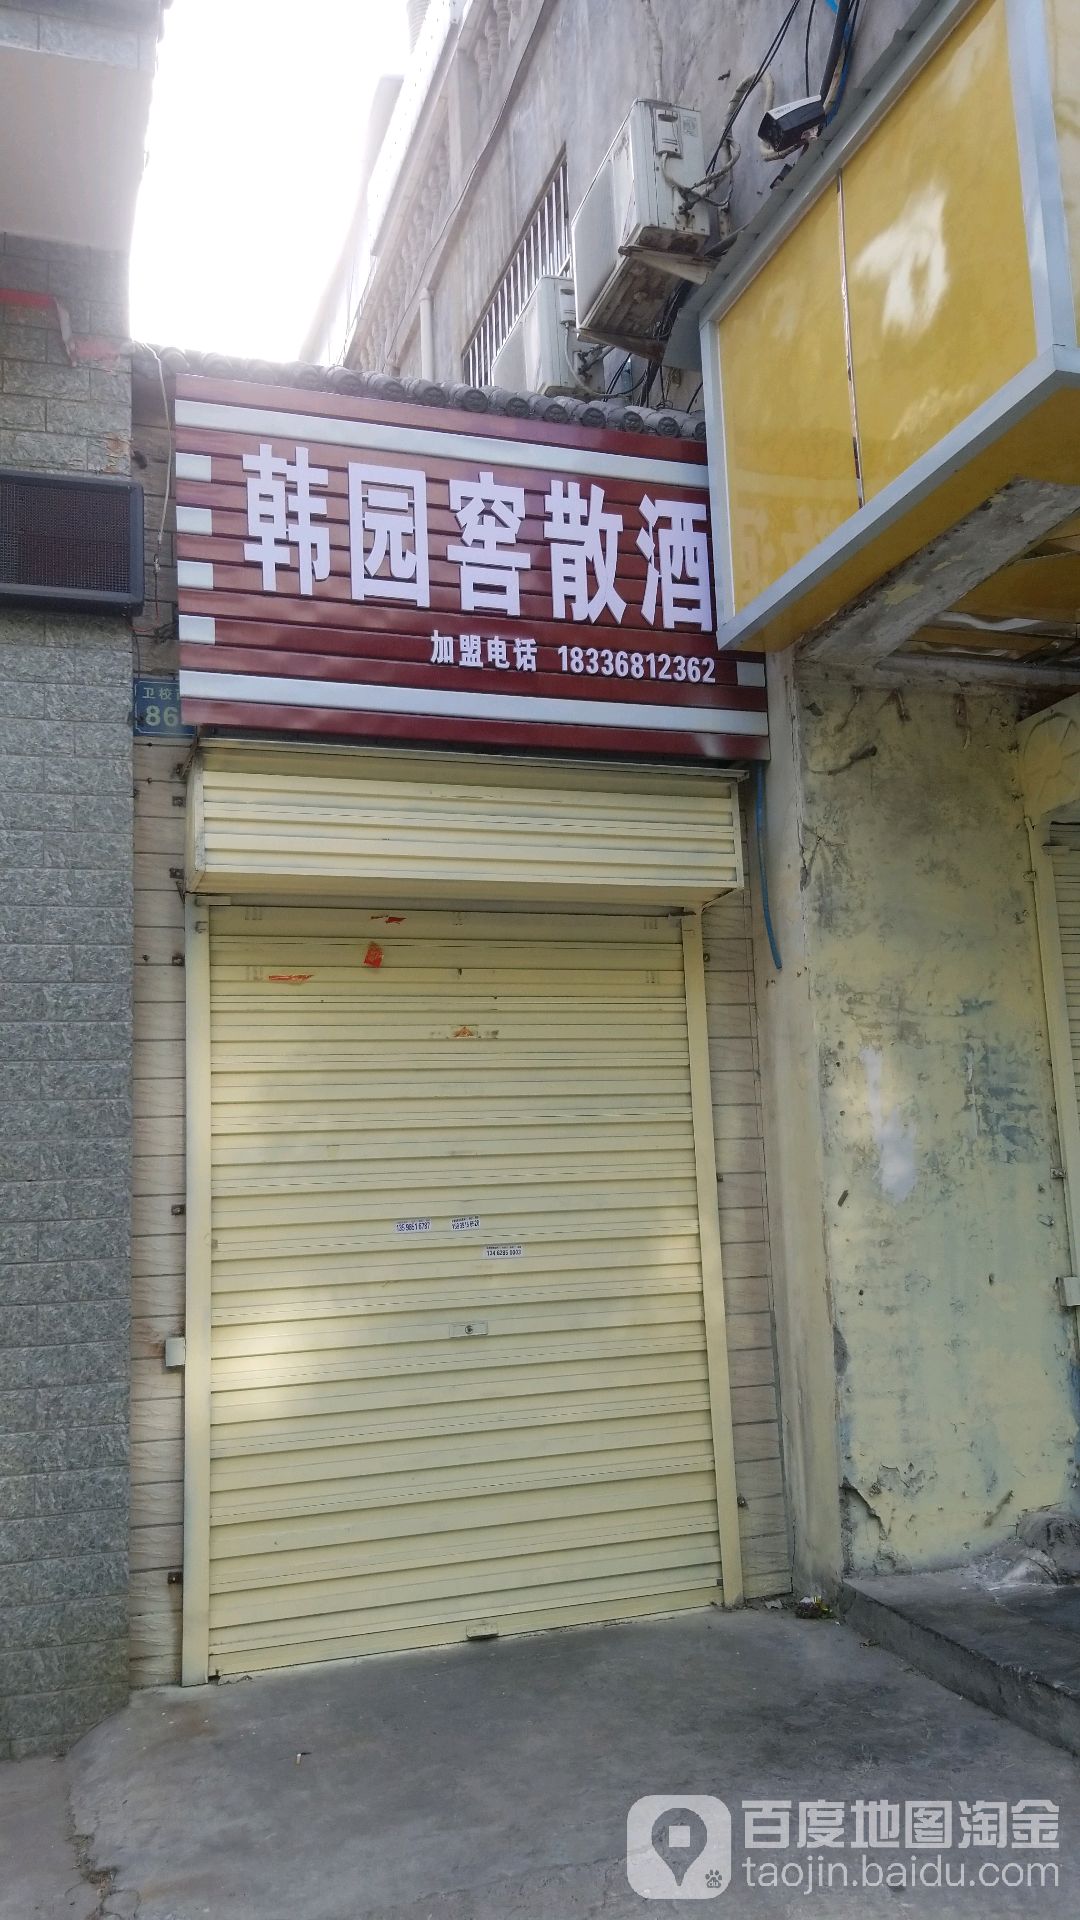 韩园窖散酒
加盟电话 18336812362
卫校
86
百度地图淘金
taojin.baidu.com